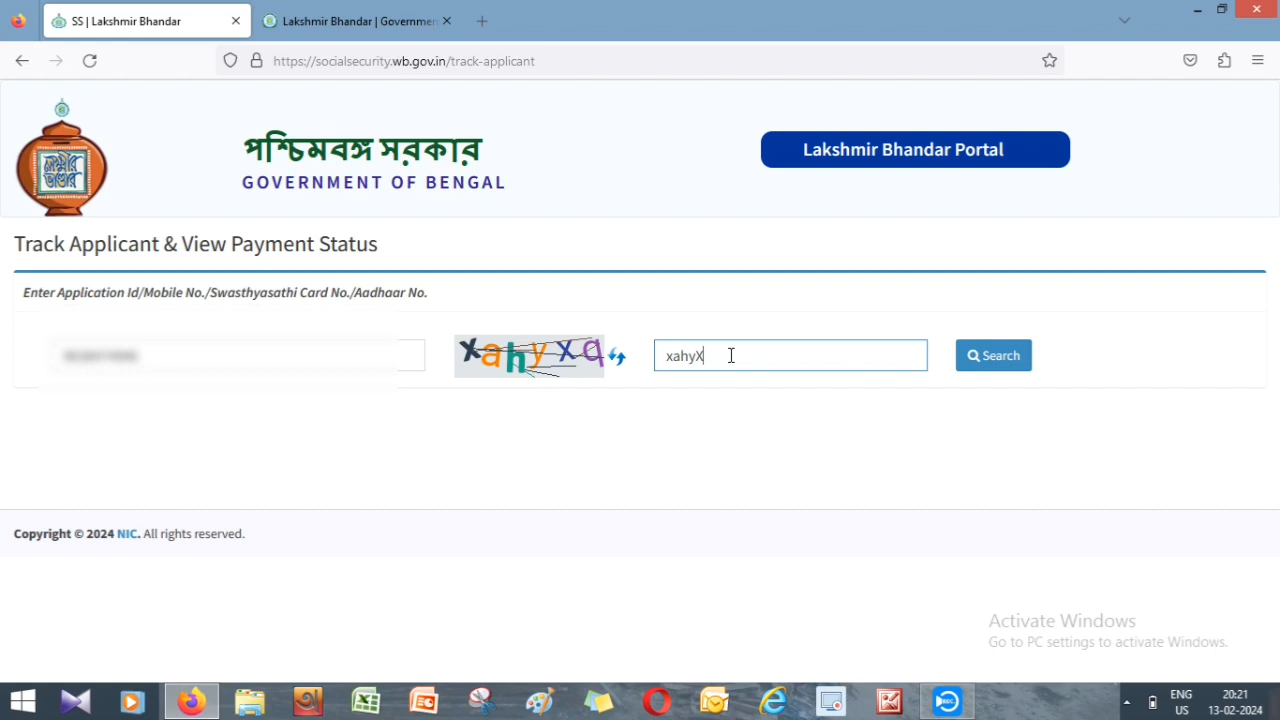 SS | Lakshmir Bhandar
Lakshmir Bhandar | Governmen
https://socialsecurity.wb.gov.in/track-applicant
লক্ষ্মীর
ভাণ্ডার
পশ্চিমবঙ্গ সরকার
GOVERNMENT OF BENGAL
Lakshmir Bhandar Portal
Track Applicant & View Payment Status
Enter Application Id/Mobile No./Swasthyasathi Card No./Aadhaar No.
xahyxq
xahyX
Search
Copyright © 2024 NIC. All rights reserved.
Activate Windows
Go to PC settings to activate Windows.
ENG
US
20:21
13-02-2024